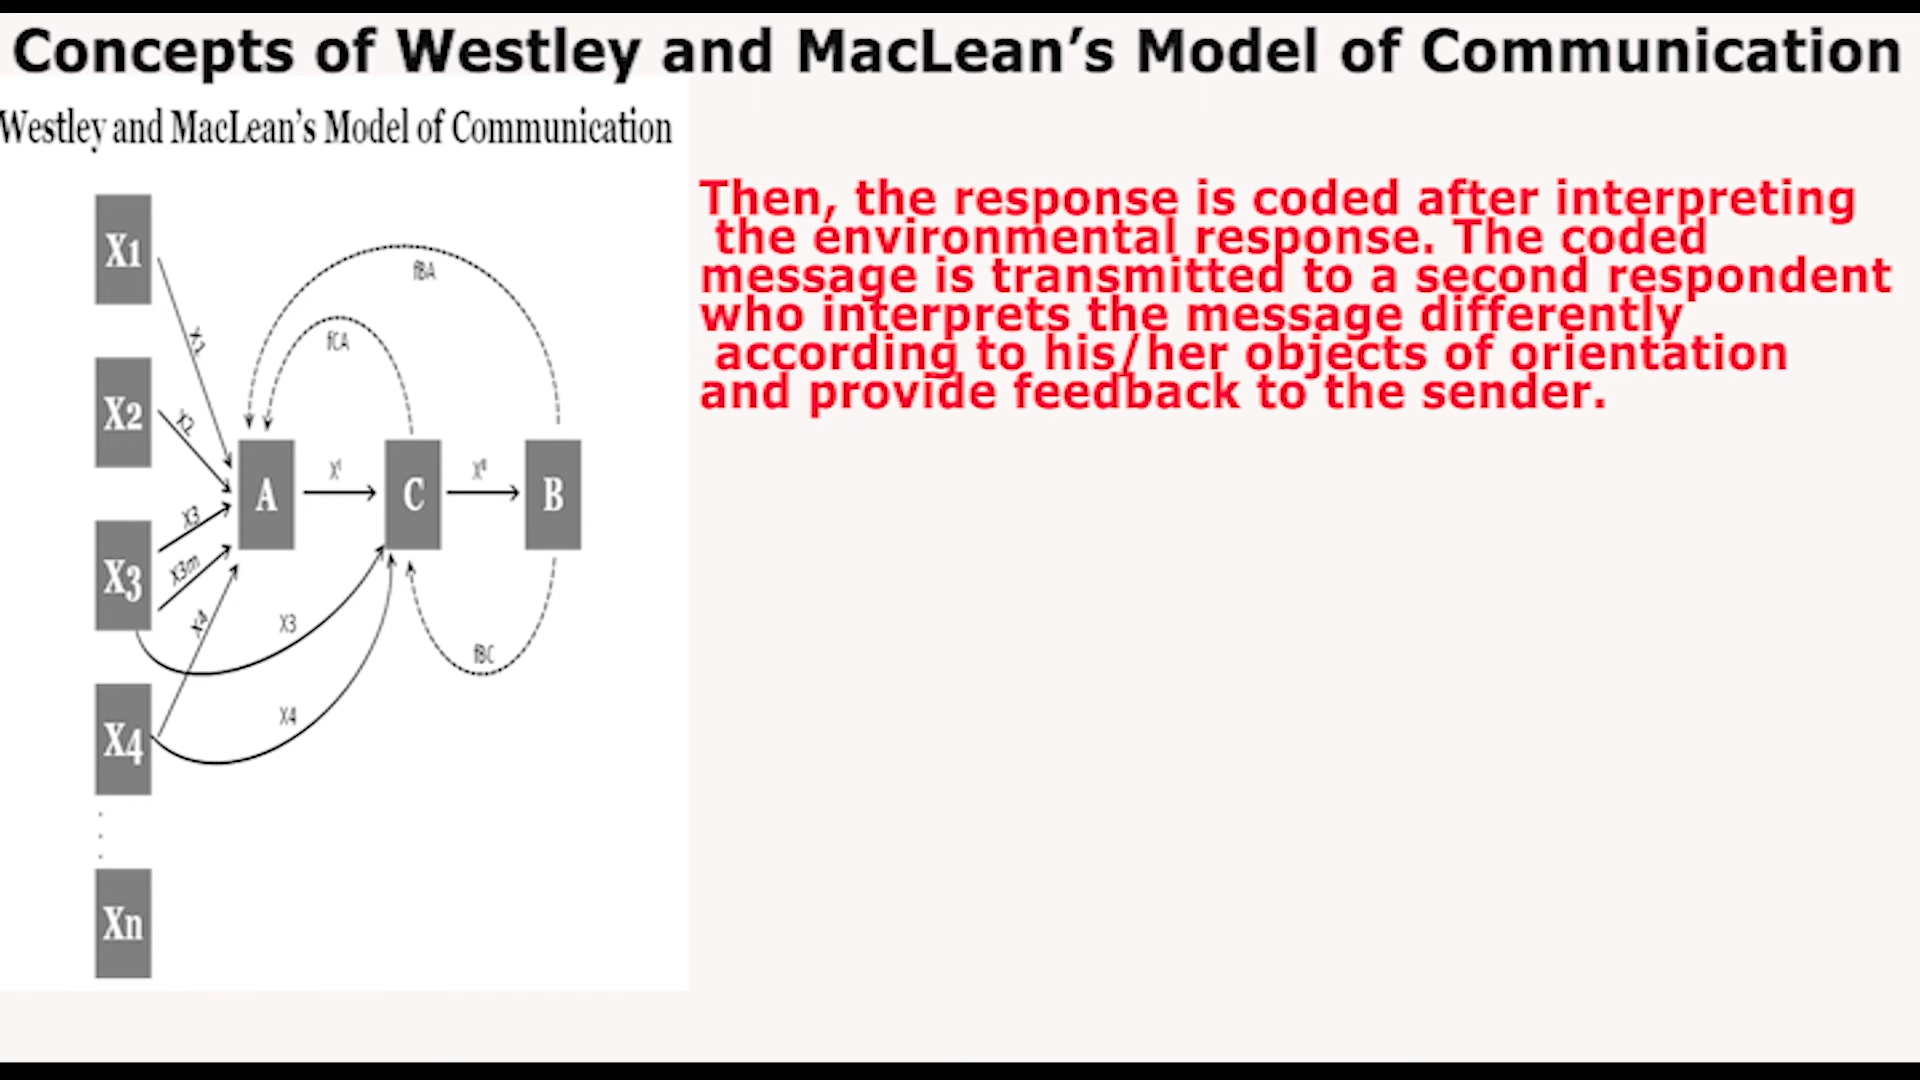 Concepts of Westley and MacLean’s Model of Communication
Westley and MacLean’s Model of Communication
Then, the response is coded after interpreting
the environmental response. The coded
message is transmitted to a second respondent
who interprets the message differently
according to his/her objects of orientation
and provide feedback to the sender.
X1
X2
X3
X4
Xn
A
C
B
X2
X3
X3m
X4
X3
X4
X'
X"
fBA
fCA
fBC